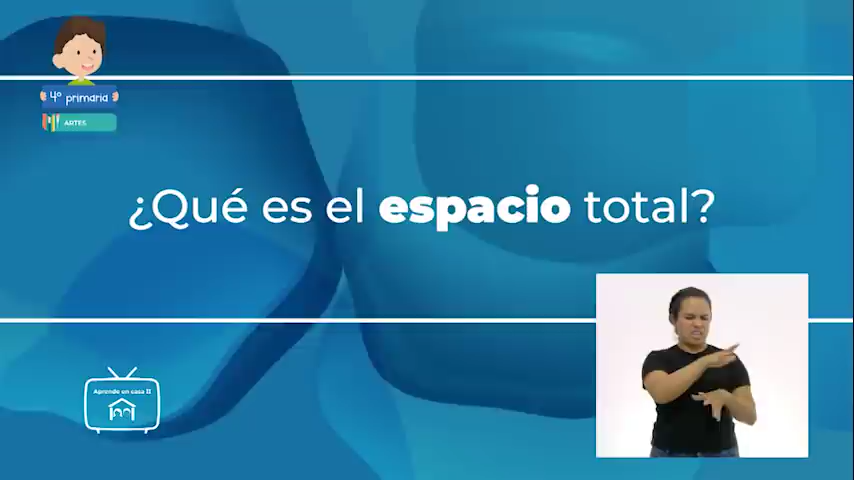 4º primaria
ARTES
¿Qué es el espacio total?
Aprende en casa II